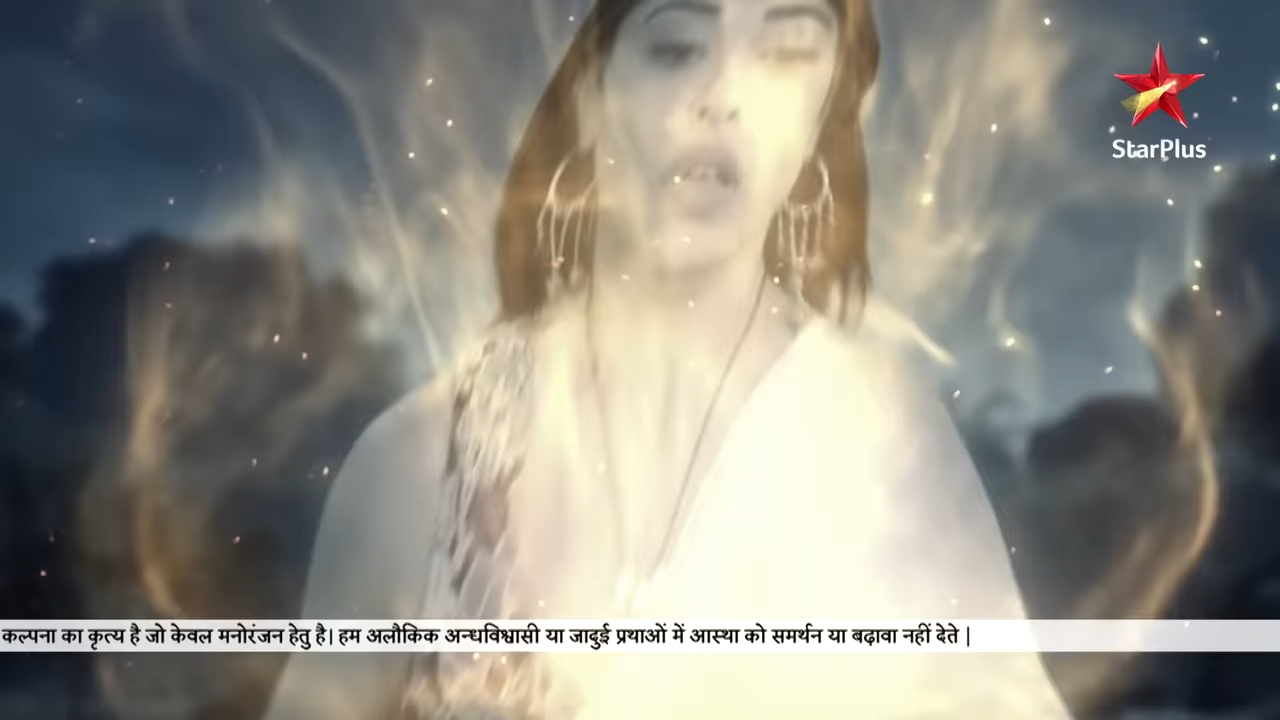 StarPlus
कल्पना का कृत्य है जो केवल मनोरंजन हेतु है। हम अलौकिक अन्धविश्वासी या जादुई प्रथाओं में आस्था को समर्थन या बढ़ावा नहीं देते |